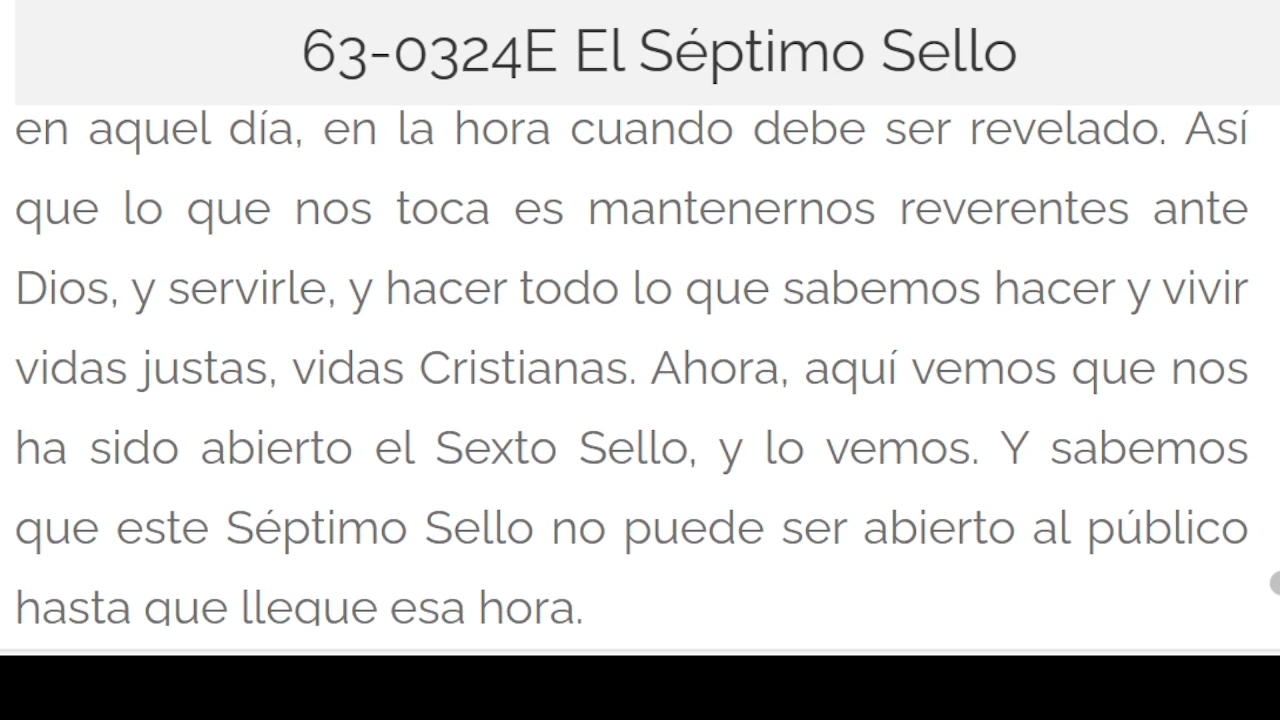 63-0324E El Séptimo Sello
en aquel día, en la hora cuando debe ser revelado. Así
que lo que nos toca es mantenernos reverentes ante
Dios, y servirle, y hacer todo lo que sabemos hacer y vivir
vidas justas, vidas Cristianas. Ahora, aquí vemos que nos
ha sido abierto el Sexto Sello, y lo vemos. Y sabemos
que este Séptimo Sello no puede ser abierto al público
hasta que llegue esa hora.